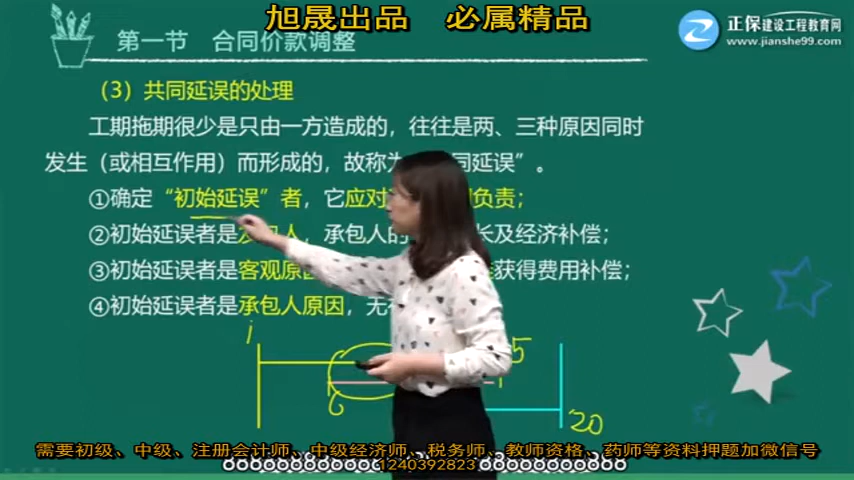 旭晟出品 必属精品
正保建设工程教育网
www.jianshe99.com
第一节 合同价款调整
（3）共同延误的处理
工期拖期很少是只由一方造成的，往往是两、三种原因同时
发生（或相互作用）而形成的，故称为 同延误”。
①确定“初始延误”者，它应对 负责；
②初始延误者是发包人，承包人的 长及经济补偿；
③初始延误者是客观原 获得费用补偿；
④初始延误者是承包人原因，无
1
5
6
20
需要初级、中级、注册会计师、中级经济师、税务师、教师资格、药师等资料押题加微信号
1240392823